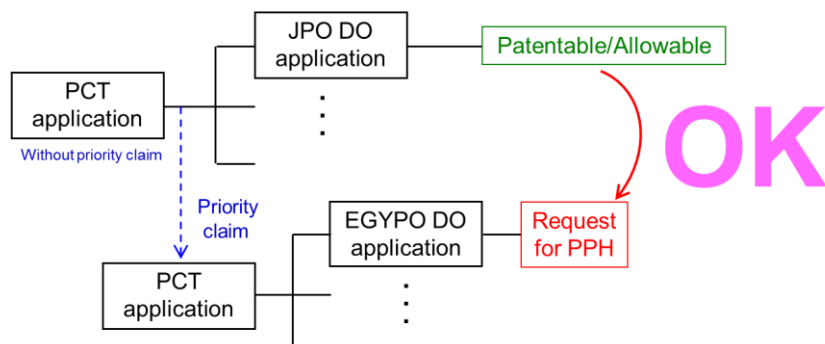 JPO DO
application
Patentable/Allowable
PCT
application
Without priority claim
OK
Priority
claim
EGYPO DO
application
Request
for PPH
PCT
application